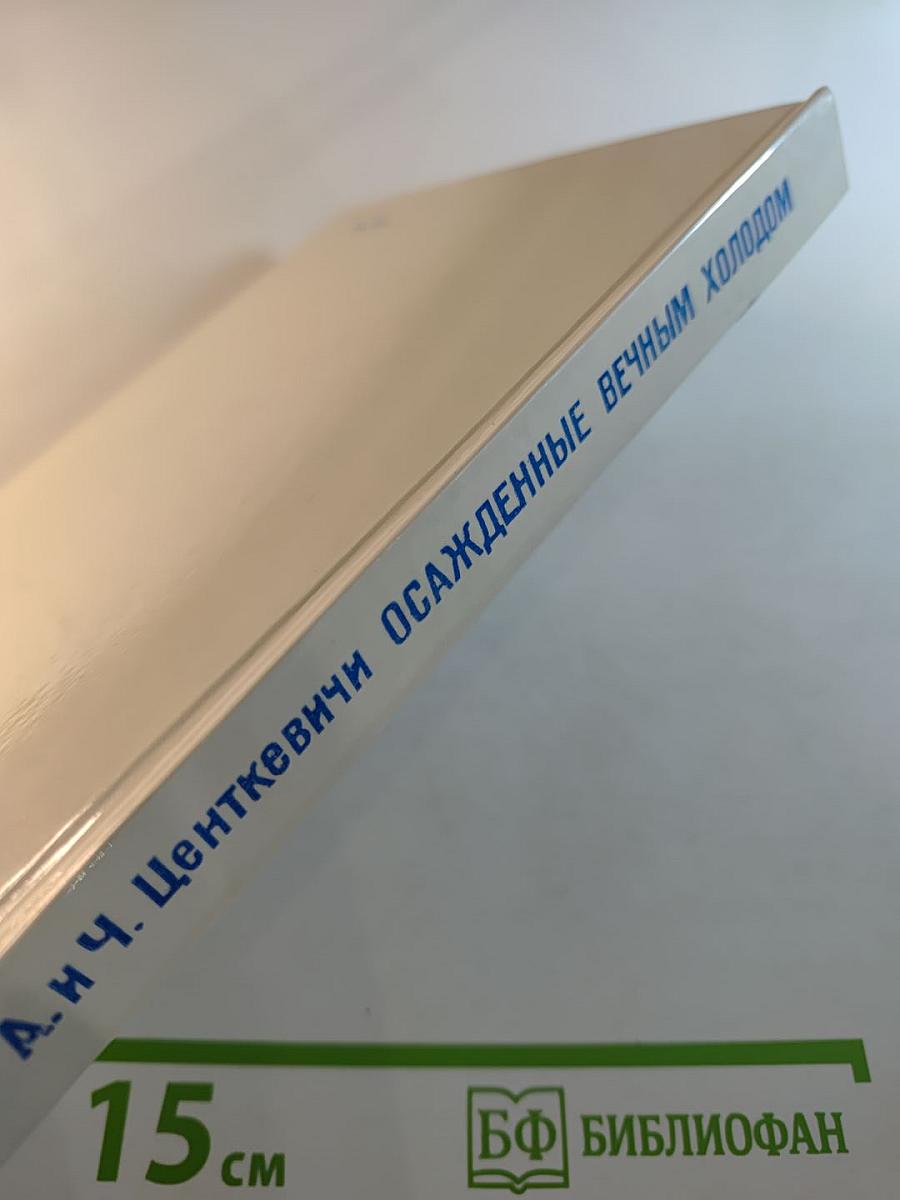 А. и Ч. Центкевичи ОСАЖДЕННЫЕ ВЕЧНЫМ ХОЛОДОМ
15 см
БФ БИБЛИОФАН